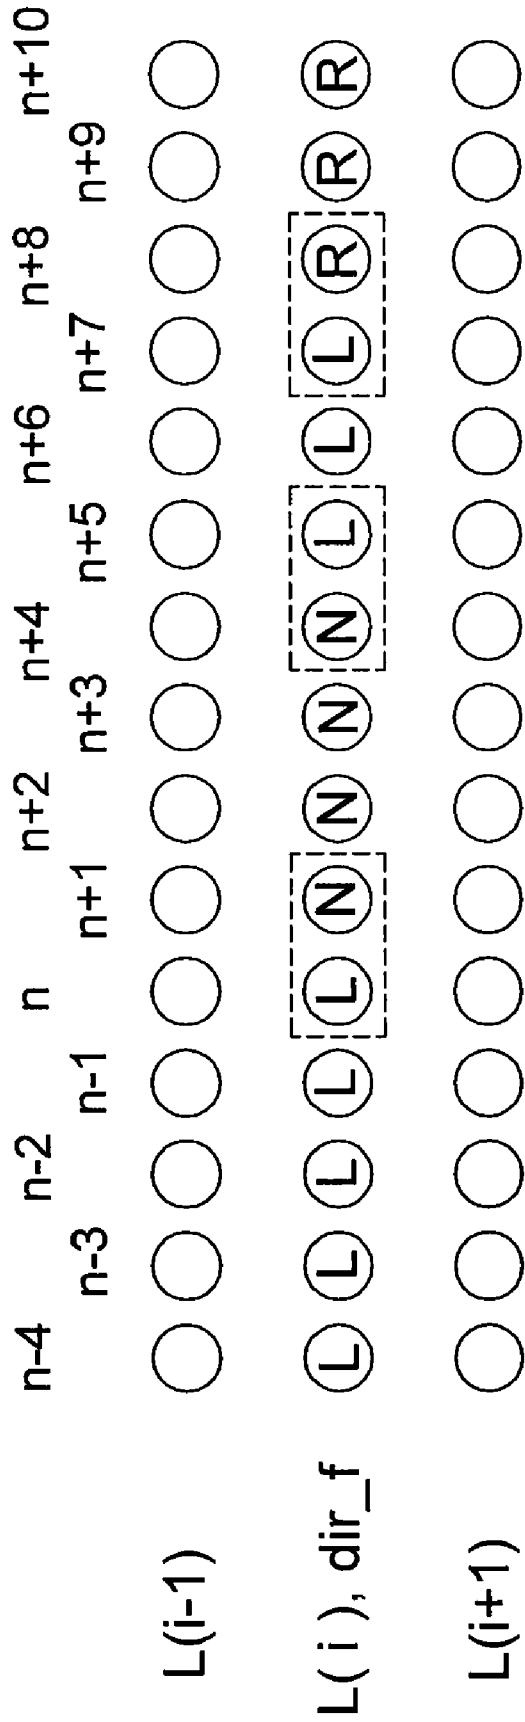 n-4 n-3 n-2 n-1 n n+1 n+2 n+3 n+4 n+5 n+6 n+7 n+8 n+9 n+10
L(i-1)
L( i ), dir_f L L L L L N N N N L L L R R R
L(i+1)